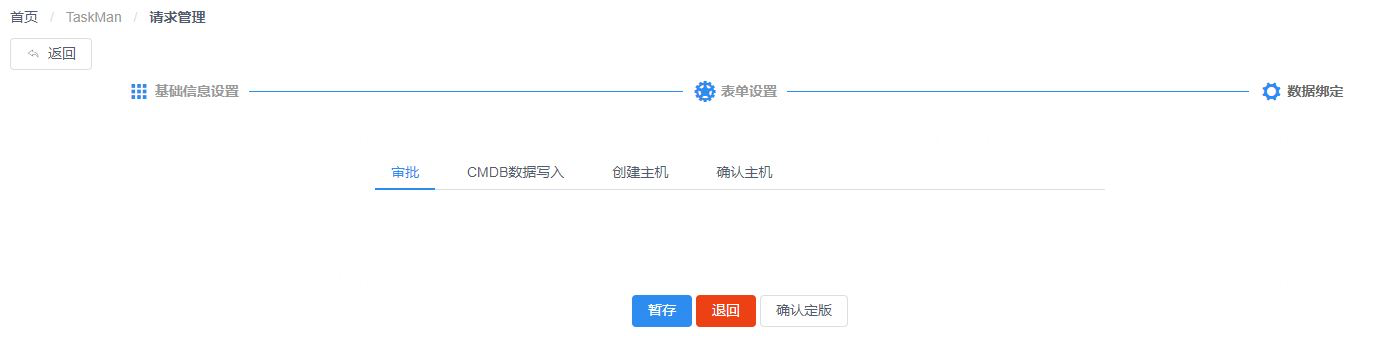 首页 / TaskMan / 请求管理
返回
基础信息设置 表单设置 数据绑定
审批 CMDB数据写入 创建主机 确认主机
暂存 退回 确认定版